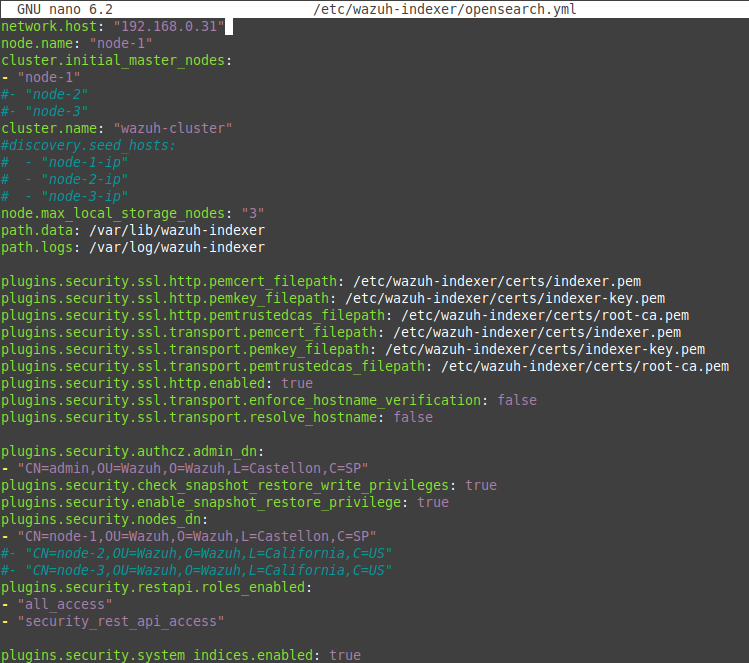 GNU nano 6.2 /etc/wazuh-indexer/opensearch.yml
network.host: "192.168.0.31"
node.name: "node-1"
cluster.initial_master_nodes:
- "node-1"
#- "node-2"
#- "node-3"
cluster.name: "wazuh-cluster"
#discovery.seed_hosts:
#  - "node-1-ip"
#  - "node-2-ip"
#  - "node-3-ip"
node.max_local_storage_nodes: "3"
path.data: /var/lib/wazuh-indexer
path.logs: /var/log/wazuh-indexer

plugins.security.ssl.http.pemcert_filepath: /etc/wazuh-indexer/certs/indexer.pem
plugins.security.ssl.http.pemkey_filepath: /etc/wazuh-indexer/certs/indexer-key.pem
plugins.security.ssl.http.pemtrustedcas_filepath: /etc/wazuh-indexer/certs/root-ca.pem
plugins.security.ssl.transport.pemcert_filepath: /etc/wazuh-indexer/certs/indexer.pem
plugins.security.ssl.transport.pemkey_filepath: /etc/wazuh-indexer/certs/indexer-key.pem
plugins.security.ssl.transport.pemtrustedcas_filepath: /etc/wazuh-indexer/certs/root-ca.pem
plugins.security.ssl.http.enabled: true
plugins.security.ssl.transport.enforce_hostname_verification: false
plugins.security.ssl.transport.resolve_hostname: false

plugins.security.authcz.admin_dn:
- "CN=admin,OU=Wazuh,O=Wazuh,L=Castellon,C=SP"
plugins.security.check_snapshot_restore_write_privileges: true
plugins.security.enable_snapshot_restore_privilege: true
plugins.security.nodes_dn:
- "CN=node-1,OU=Wazuh,O=Wazuh,L=Castellon,C=SP"
#- "CN=node-2,OU=Wazuh,O=Wazuh,L=California,C=US"
#- "CN=node-3,OU=Wazuh,O=Wazuh,L=California,C=US"
plugins.security.restapi.roles_enabled:
- "all_access"
- "security_rest_api_access"

plugins.security.system_indices.enabled: true